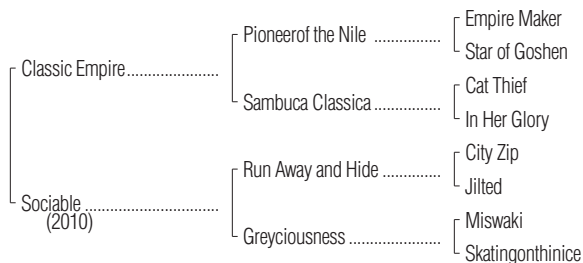 Empire Maker
Pioneerof the Nile ................
Star of Goshen
Classic Empire......................
Cat Thief
Sambuca Classica ................
In Her Glory
City Zip
Run Away and Hide ..............
Jilted
Sociable ................................
(2010)
Miswaki
Greyciousness ......................
Skatingonthinice